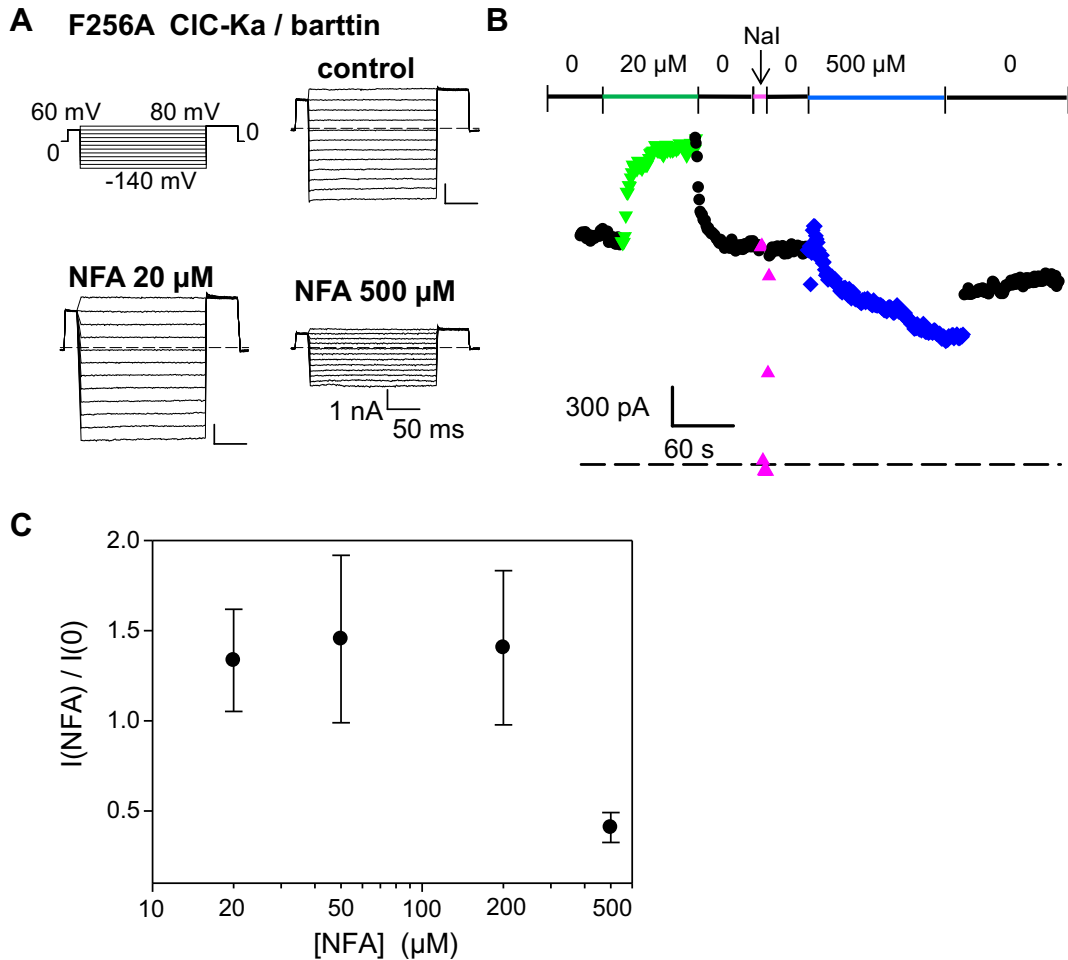 A F256A ClC-Ka / barttin
control
60 mV 80 mV
0 0
-140 mV
NFA 20 µM NFA 500 µM
1 nA
50 ms
B
NaI
0 20 µM 0 0 500 µM 0
300 pA
60 s
C
2.0
1.5
1.0
0.5
I(NFA) / I(0)
10 20 50 100 200 500
[NFA] (µM)